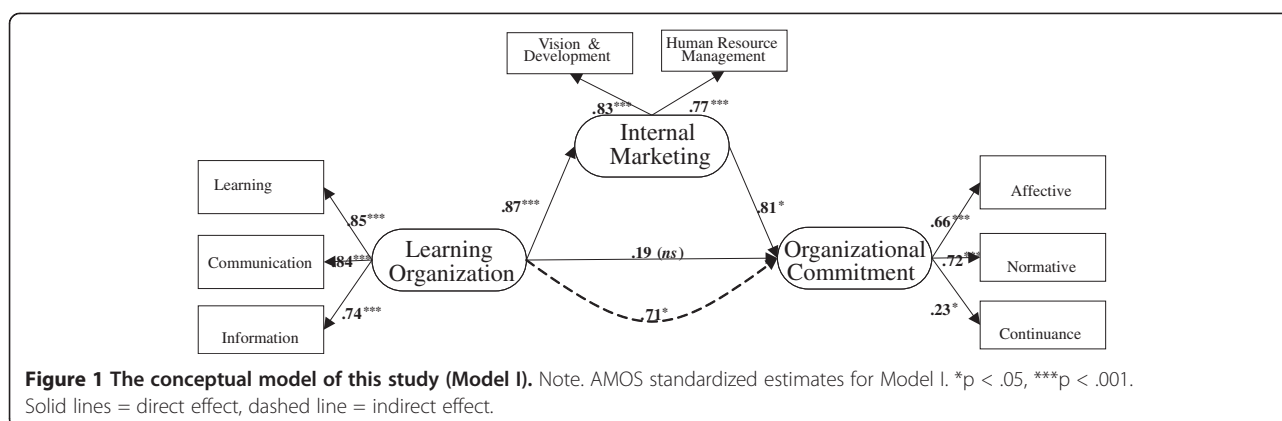 Vision &
Development
Human Resource
Management
.83***
.77***
Internal
Marketing
Learning
.85***
.87***
.81*
Affective
.66***
Communication
.84***
Learning
Organization
.19 (ns)
Organizational
Commitment
.72***
Normative
Information
.74***
.71*
.23*
Continuance
Figure 1 The conceptual model of this study (Model I). Note. AMOS standardized estimates for Model I. *p < .05, ***p < .001.
Solid lines = direct effect, dashed line = indirect effect.